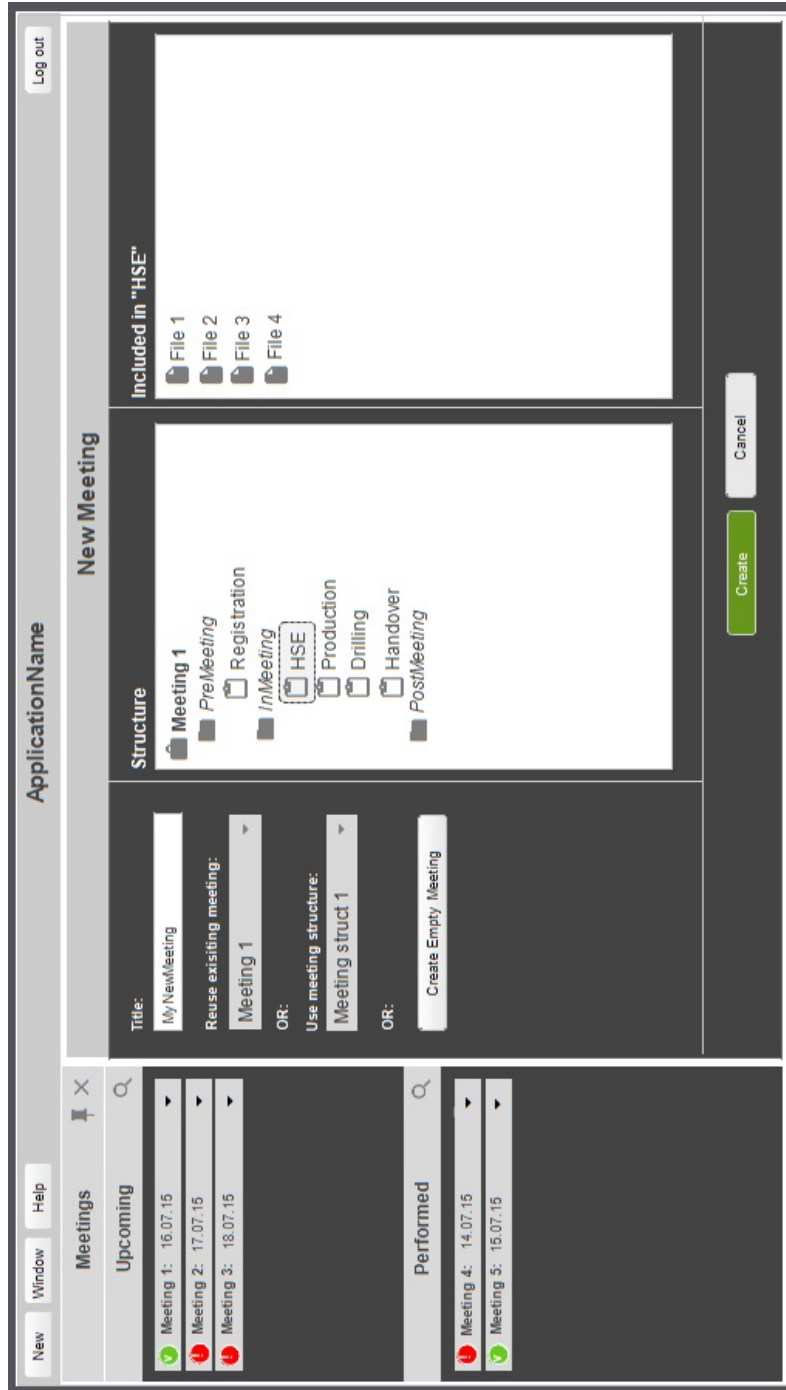 New Window Help ApplicationName Log out
Meetings
Upcoming
v Meeting 1: 16.07.15
! Meeting 2: 17.07.15
! Meeting 3: 18.07.15
Performed
! Meeting 4: 14.07.15
v Meeting 5: 15.07.15
New Meeting
Title:
My NewMeeting
Reuse exisiting meeting:
Meeting 1
OR:
Use meeting structure:
Meeting struct 1
OR:
Create Empty Meeting
Structure
Meeting 1
PreMeeting
Registration
InMeeting
HSE
Production
Drilling
Handover
PostMeeting
Included in "HSE"
File 1
File 2
File 3
File 4
Create Cancel